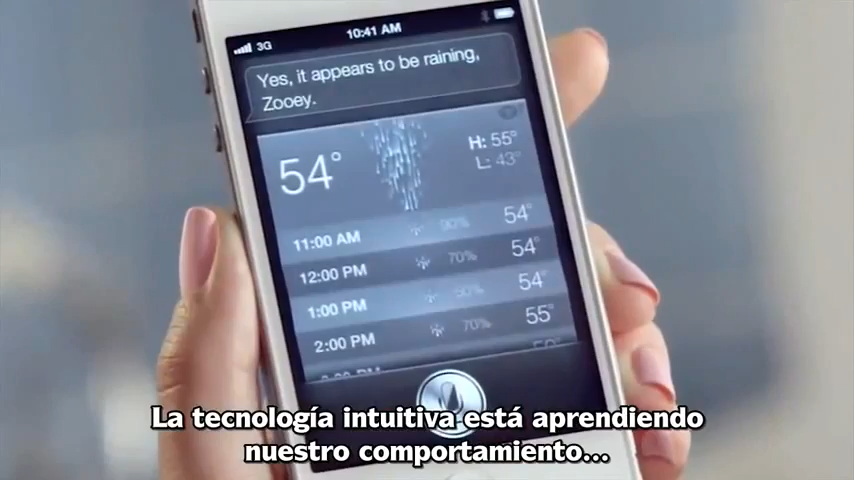 3G 10:41 AM
Yes, it appears to be raining,
Zooey.
54° H: 55°
L: 43°
11:00 AM 90% 54°
12:00 PM 70% 54°
1:00 PM 50% 54°
2:00 PM 70% 55°
La tecnología intuitiva está aprendiendo
nuestro comportamiento...